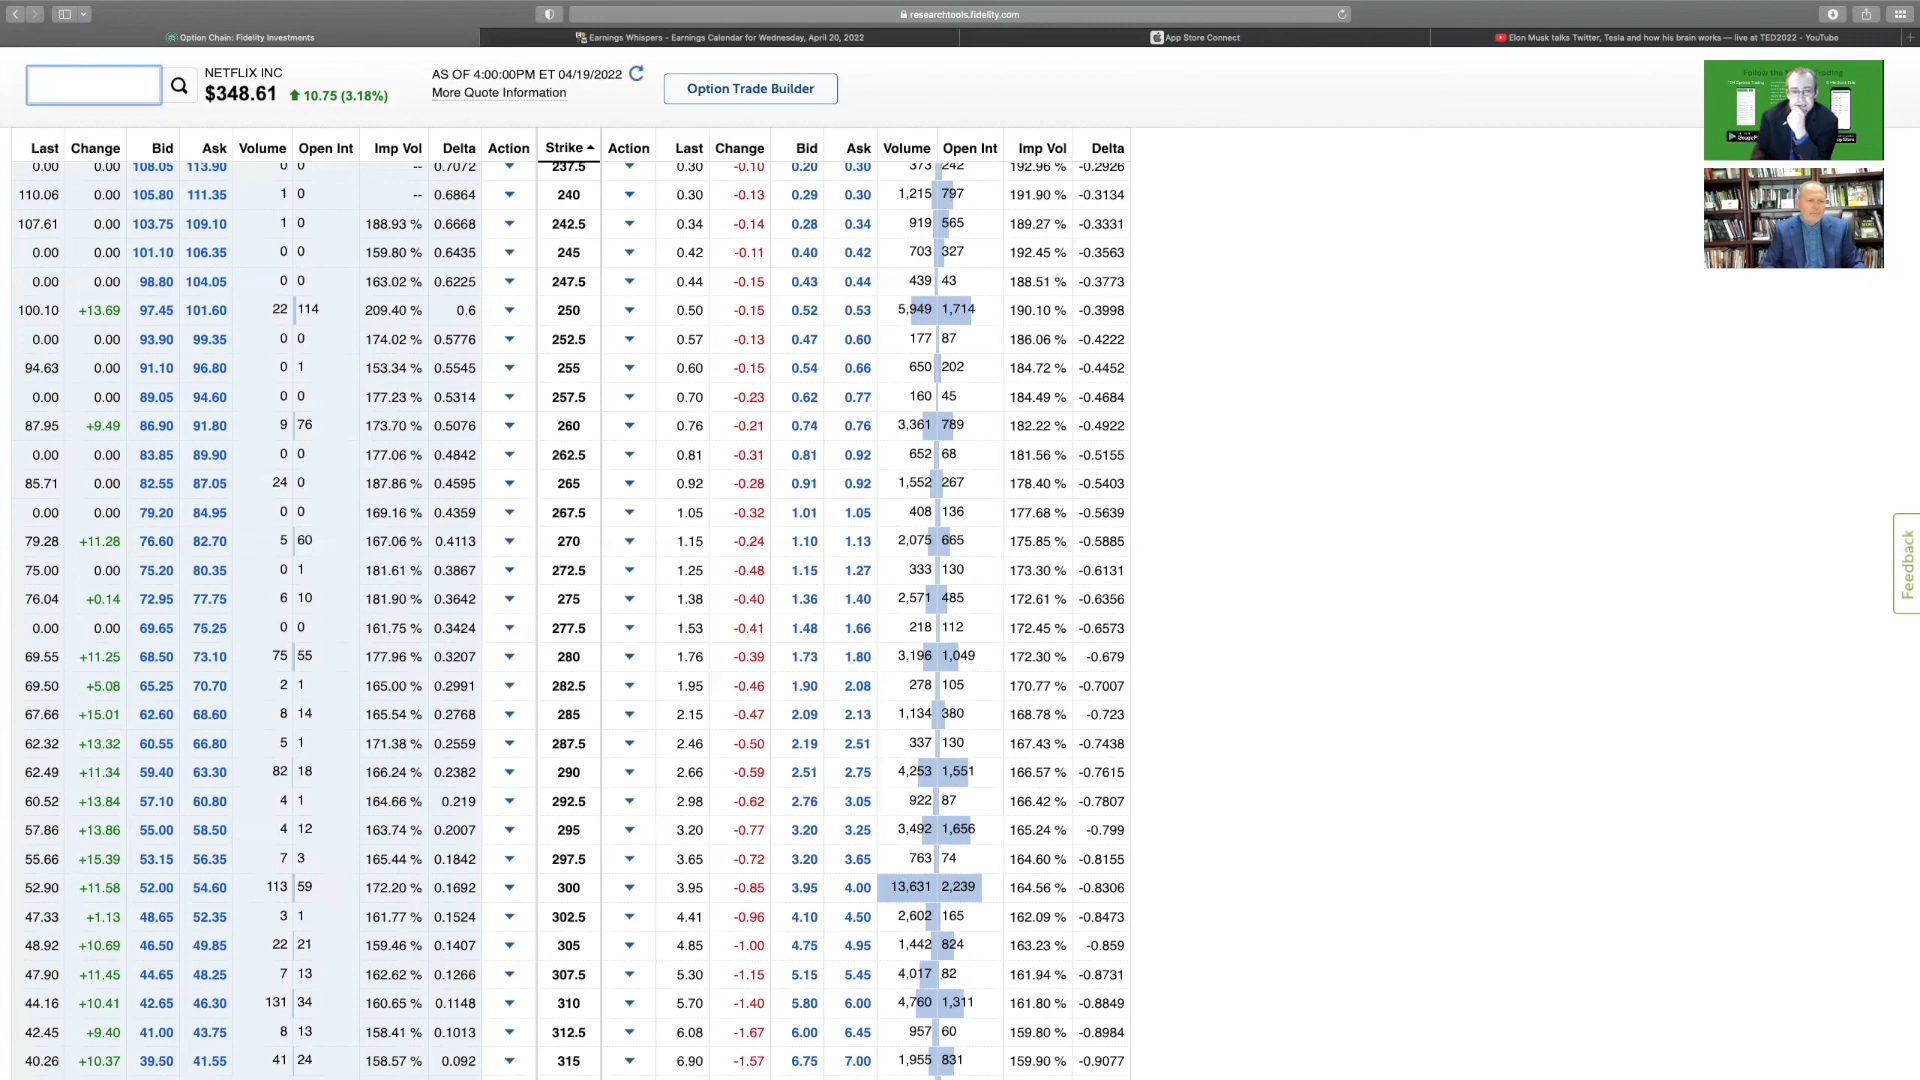 researchtools.fidelity.com
Option Chain: Fidelity Investments
Earnings Whispers - Earnings Calendar for Wednesday, April 20, 2022
App Store Connect
Elon Musk talks Twitter, Tesla and how his brain works — live at TED2022 - YouTube
NETFLIX INC
$348.61 10.75 (3.18%)
AS OF 4:00:00PM ET 04/19/2022
More Quote Information
Option Trade Builder
Last Change Bid Ask Volume Open Int Imp Vol Delta Action Strike Action Last Change Bid Ask Volume Open Int Imp Vol Delta
0.00 0.00 108.05 113.90 0 0 -- 0.7072 237.5 0.30 -0.10 0.20 0.30 373 242 192.96 % -0.2926
110.06 0.00 105.80 111.35 1 0 -- 0.6864 240 0.30 -0.13 0.29 0.30 1,215 797 191.90 % -0.3134
107.61 0.00 103.75 109.10 1 0 188.93 % 0.6668 242.5 0.34 -0.14 0.28 0.34 919 565 189.27 % -0.3331
0.00 0.00 101.10 106.35 0 0 159.80 % 0.6435 245 0.42 -0.11 0.40 0.42 703 327 192.45 % -0.3563
0.00 0.00 98.80 104.05 0 0 163.02 % 0.6225 247.5 0.44 -0.15 0.43 0.44 439 43 188.51 % -0.3773
100.10 +13.69 97.45 101.60 22 114 209.40 % 0.6 250 0.50 -0.15 0.52 0.53 5,949 1,714 190.10 % -0.3998
0.00 0.00 93.90 99.35 0 0 174.02 % 0.5776 252.5 0.57 -0.13 0.47 0.60 177 87 186.06 % -0.4222
94.63 0.00 91.10 96.80 0 1 153.34 % 0.5545 255 0.60 -0.15 0.54 0.66 650 202 184.72 % -0.4452
0.00 0.00 89.05 94.60 0 0 177.23 % 0.5314 257.5 0.70 -0.23 0.62 0.77 160 45 184.49 % -0.4684
87.95 +9.49 86.90 91.80 9 76 173.70 % 0.5076 260 0.76 -0.21 0.74 0.76 3,361 789 182.22 % -0.4922
0.00 0.00 83.85 89.90 0 0 177.06 % 0.4842 262.5 0.81 -0.31 0.81 0.92 652 68 181.56 % -0.5155
85.71 0.00 82.55 87.05 24 0 187.86 % 0.4595 265 0.92 -0.28 0.91 0.92 1,552 267 178.40 % -0.5403
0.00 0.00 79.20 84.95 0 0 169.16 % 0.4359 267.5 1.05 -0.32 1.01 1.05 408 136 177.68 % -0.5639
79.28 +11.28 76.60 82.70 5 60 167.06 % 0.4113 270 1.15 -0.24 1.10 1.13 2,075 665 175.85 % -0.5885
75.00 0.00 75.20 80.35 0 1 181.61 % 0.3867 272.5 1.25 -0.48 1.15 1.27 333 130 173.30 % -0.6131
76.04 +0.14 72.95 77.75 6 10 181.90 % 0.3642 275 1.38 -0.40 1.36 1.40 2,571 485 172.61 % -0.6356
0.00 0.00 69.65 75.25 0 0 161.75 % 0.3424 277.5 1.53 -0.41 1.48 1.66 218 112 172.45 % -0.6573
69.55 +11.25 68.50 73.10 75 55 177.96 % 0.3207 280 1.76 -0.39 1.73 1.80 3,196 1,049 172.30 % -0.679
69.50 +5.08 65.25 70.70 2 1 165.00 % 0.2991 282.5 1.95 -0.46 1.90 2.08 278 105 170.77 % -0.7007
67.66 +15.01 62.60 68.60 8 14 165.54 % 0.2768 285 2.15 -0.47 2.09 2.13 1,134 380 168.78 % -0.723
62.32 +13.32 60.55 66.80 5 1 171.38 % 0.2559 287.5 2.46 -0.50 2.19 2.51 337 130 167.43 % -0.7438
62.49 +11.34 59.40 63.30 82 18 166.24 % 0.2382 290 2.66 -0.59 2.51 2.75 4,253 1,551 166.57 % -0.7615
60.52 +13.84 57.10 60.80 4 1 164.66 % 0.219 292.5 2.98 -0.62 2.76 3.05 922 87 166.42 % -0.7807
57.86 +13.86 55.00 58.50 4 12 163.74 % 0.2007 295 3.20 -0.77 3.20 3.25 3,492 1,656 165.24 % -0.799
55.66 +15.39 53.15 56.35 7 3 165.44 % 0.1842 297.5 3.65 -0.72 3.20 3.65 763 74 164.60 % -0.8155
52.90 +11.58 52.00 54.60 113 59 172.20 % 0.1692 300 3.95 -0.85 3.95 4.00 13,631 2,239 164.56 % -0.8306
47.33 +1.13 48.65 52.35 3 1 161.77 % 0.1524 302.5 4.41 -0.96 4.10 4.50 2,602 165 162.09 % -0.8473
48.92 +10.69 46.50 49.85 22 21 159.46 % 0.1407 305 4.85 -1.00 4.75 4.95 1,442 824 163.23 % -0.859
47.90 +11.45 44.65 48.25 7 13 162.62 % 0.1266 307.5 5.30 -1.15 5.15 5.45 4,017 82 161.94 % -0.8731
44.16 +10.41 42.65 46.30 131 34 160.65 % 0.1148 310 5.70 -1.40 5.80 6.00 4,760 1,311 161.80 % -0.8849
42.45 +9.40 41.00 43.75 8 13 158.41 % 0.1013 312.5 6.08 -1.67 6.00 6.45 957 60 159.80 % -0.8984
40.26 +10.37 39.50 41.55 41 24 158.57 % 0.092 315 6.90 -1.57 6.75 7.00 1,955 831 159.90 % -0.9077
Feedback